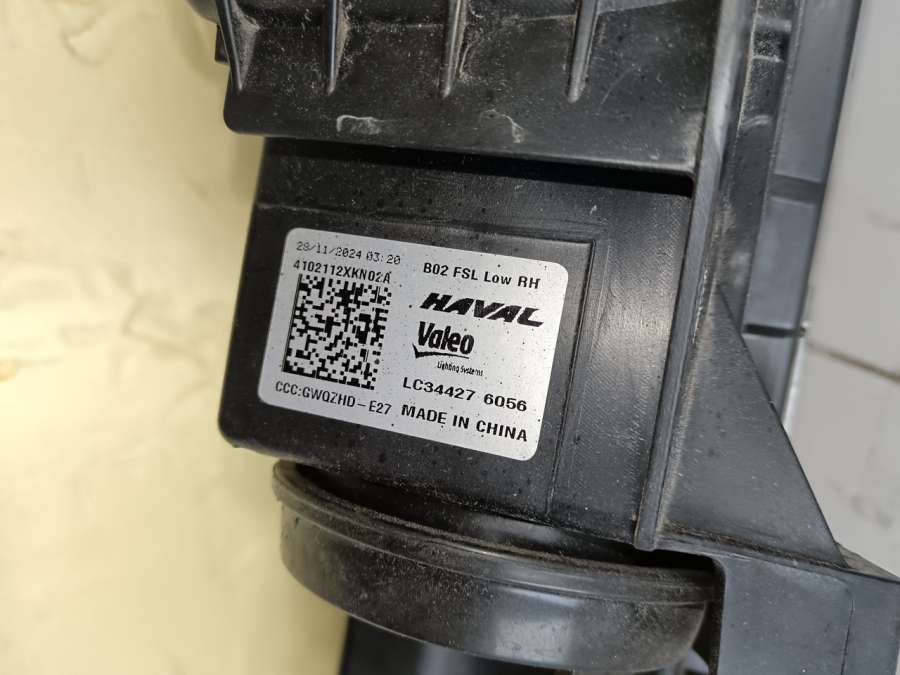 28/11/2024 03:20
4102112XKN02A
B02 FSL Low RH
HAVAL
Valeo
Lighting Systems
LC34427 6056
CCC:GWQZHD-E27
MADE IN CHINA